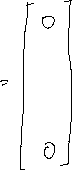 = [ 0
0 ]